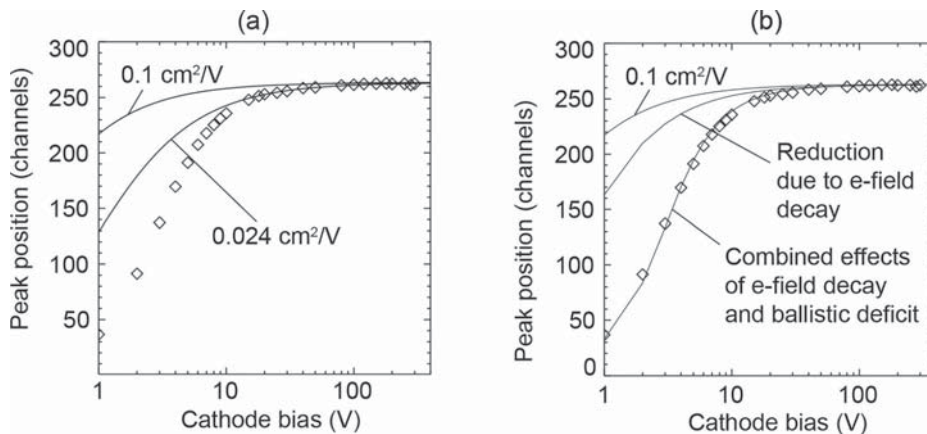 (a)
300
250
200
150
100
50
0.1 cm²/V
0.024 cm²/V
Peak position (channels)
1
10
100
Cathode bias (V)
(b)
300
250
200
150
100
50
0
0.1 cm²/V
Reduction
due to e-field
decay
Combined effects
of e-field decay
and ballistic deficit
Peak position (channels)
1
10
100
Cathode bias (V)